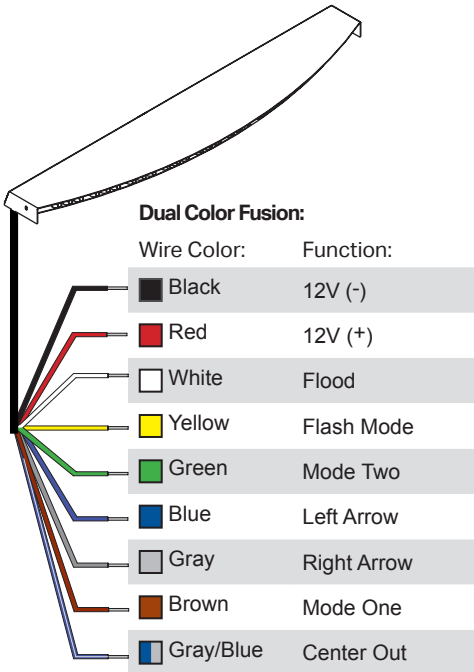 Dual Color Fusion:
Wire Color: Function:
Black 12V (-)
Red 12V (+)
White Flood
Yellow Flash Mode
Green Mode Two
Blue Left Arrow
Gray Right Arrow
Brown Mode One
Gray/Blue Center Out